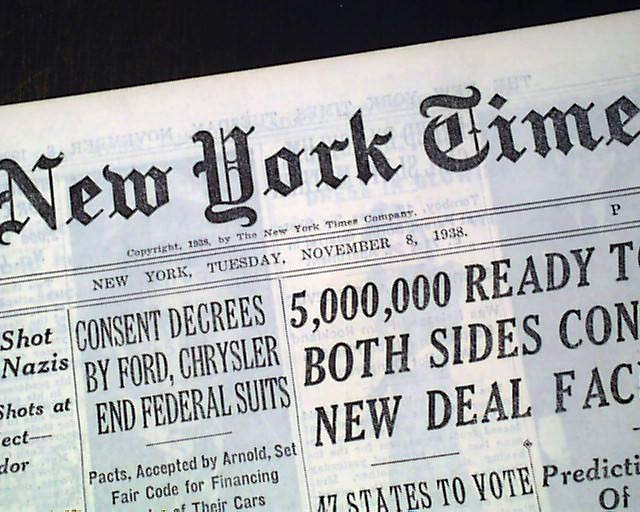 New York Time
Copyright, 1938, by The New York Times Company.
NEW YORK, TUESDAY, NOVEMBER 8, 1938.
P
Shot
Nazis
Shots at
ect—
dor
CONSENT DECREES
BY FORD, CHRYSLER
END FEDERAL SUITS
Pacts, Accepted by Arnold, Set
Fair Code for Financing
of Their Cars
5,000,000 READY TO
BOTH SIDES CON
NEW DEAL FAC
47 STATES TO VOTE
Predicti
Of